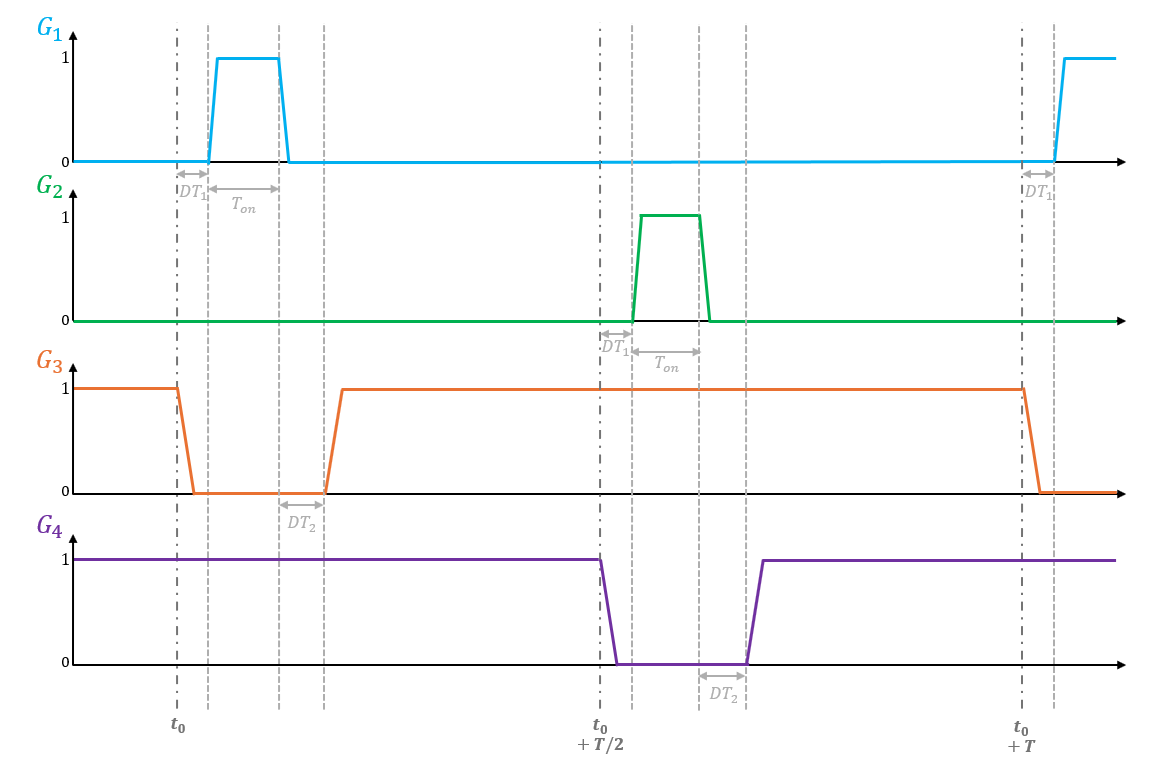 G₁
1
0
DT₁
Tₒₙ
DT₁
G₂
1
0
DT₁
Tₒₙ
G₃
1
0
DT₂
G₄
1
0
DT₂
t₀
t₀
+ T/2
t₀
+ T